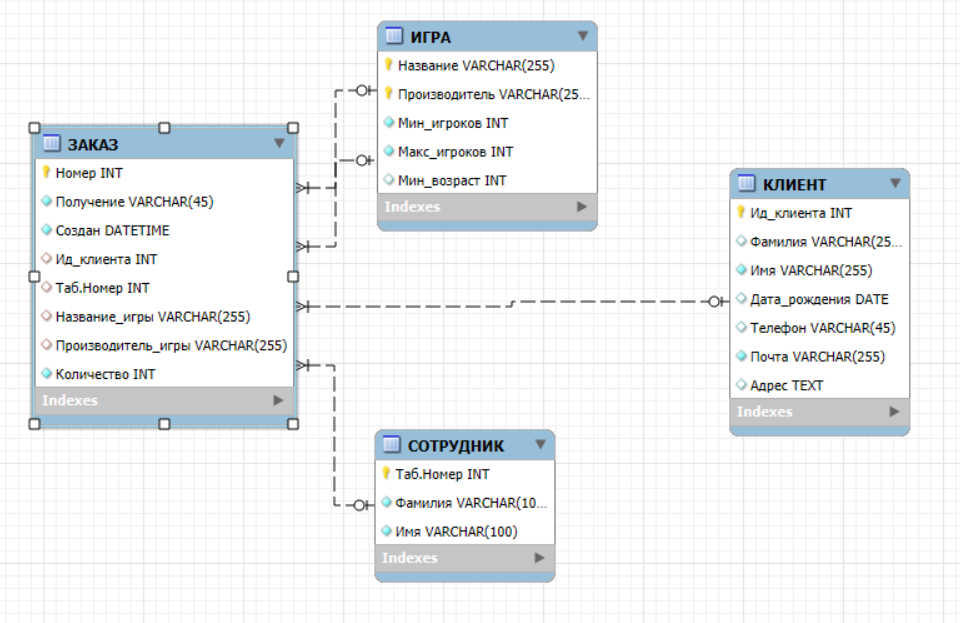 ИГРА
Название VARCHAR(255)
Производитель VARCHAR(25...
Мин_игроков INT
Макс_игроков INT
Мин_возраст INT
Indexes
ЗАКАЗ
Номер INT
Получение VARCHAR(45)
Создан DATETIME
Ид_клиента INT
Таб.Номер INT
Название_игры VARCHAR(255)
Производитель_игры VARCHAR(255)
Количество INT
Indexes
КЛИЕНТ
Ид_клиента INT
Фамилия VARCHAR(25...
Имя VARCHAR(255)
Дата_рождения DATE
Телефон VARCHAR(45)
Почта VARCHAR(255)
Адрес TEXT
Indexes
СОТРУДНИК
Таб.Номер INT
Фамилия VARCHAR(10...
Имя VARCHAR(100)
Indexes